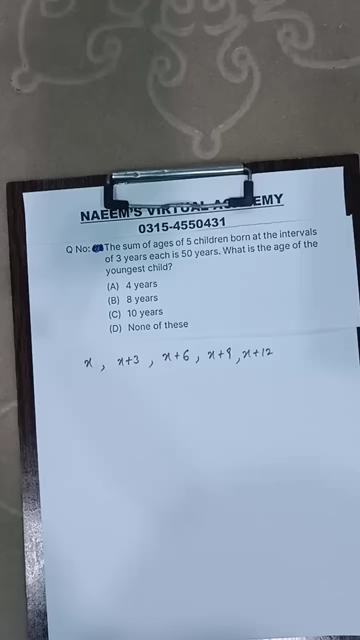 NAEEM'S VIRTUAL ACADEMY
0315-4550431
Q No: The sum of ages of 5 children born at the intervals
of 3 years each is 50 years. What is the age of the
youngest child?
(A) 4 years
(B) 8 years
(C) 10 years
(D) None of these
x, x+3, x+6, x+9, x+12